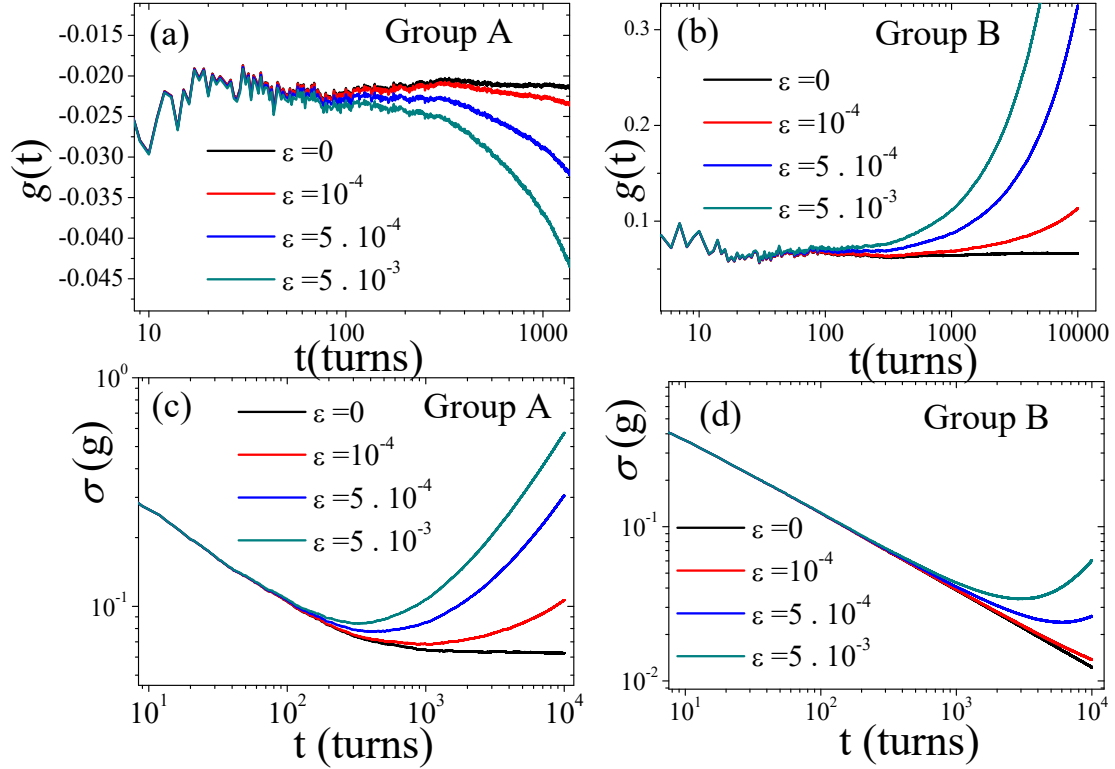 (a)
Group A
g(t)
-0.015
-0.020
-0.025
-0.030
-0.035
-0.040
-0.045
ε =0
ε =10⁻⁴
ε =5 . 10⁻⁴
ε =5 . 10⁻³
10
100
1000
t(turns)
(b)
Group B
g(t)
0.3
0.2
0.1
ε =0
ε =10⁻⁴
ε =5 . 10⁻⁴
ε =5 . 10⁻³
10
100
1000
10000
t(turns)
(c)
Group A
σ (g)
10⁰
10⁻¹
ε =0
ε =10⁻⁴
ε =5 . 10⁻⁴
ε =5 . 10⁻³
10¹
10²
10³
10⁴
t (turns)
(d)
Group B
σ (g)
10⁻¹
10⁻²
ε =0
ε =10⁻⁴
ε =5 . 10⁻⁴
ε =5 . 10⁻³
10¹
10²
10³
10⁴
t (turns)